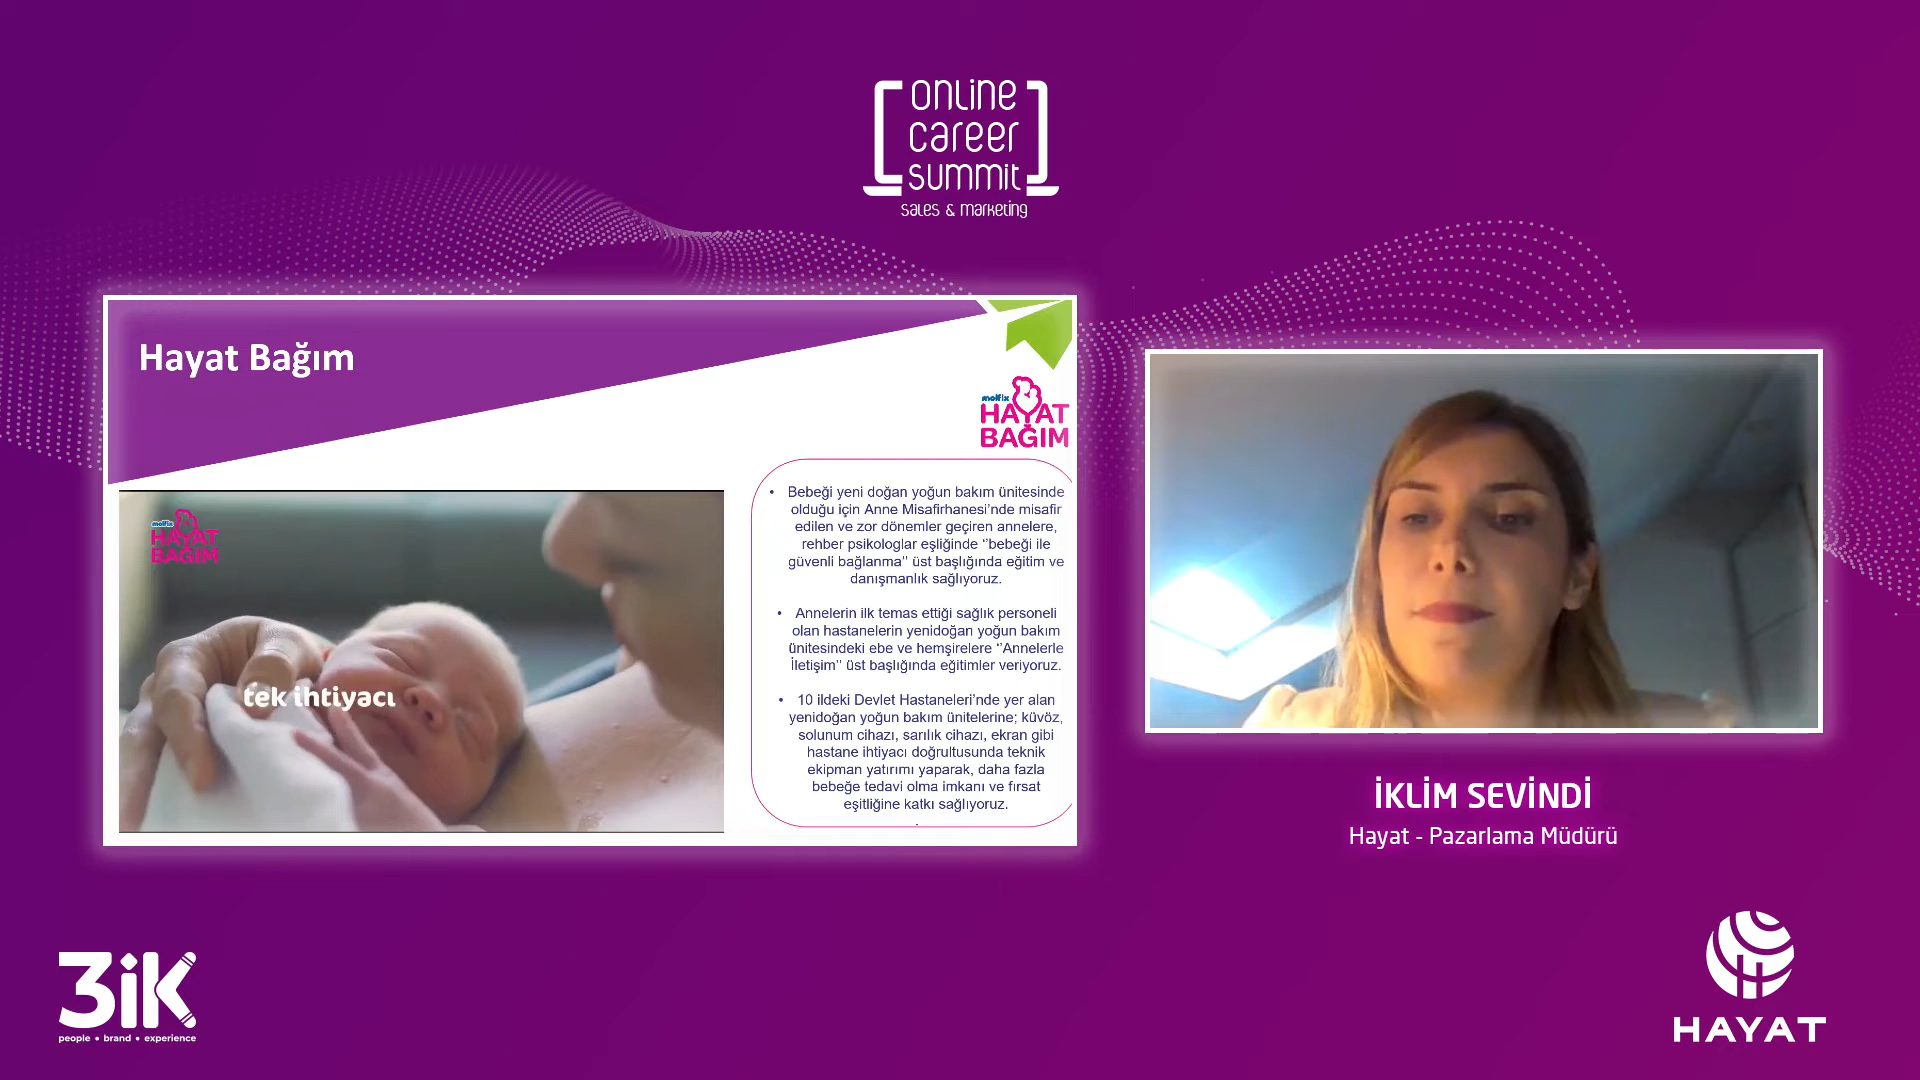 online
career
summit
sales & marketing
Hayat Bağım
molfix
HAYAT
BAĞIM
molfix
HAYAT
BAĞIM
tek ihtiyacı
• Bebeği yeni doğan yoğun bakım ünitesinde
olduğu için Anne Misafirhanesi’nde misafir
edilen ve zor dönemler geçiren annelere,
rehber psikologlar eşliğinde ‘’bebeği ile
güvenli bağlanma’’ üst başlığında eğitim ve
danışmanlık sağlıyoruz.
• Annelerin ilk temas ettiği sağlık personeli
olan hastanelerin yenidoğan yoğun bakım
ünitesindeki ebe ve hemşirelere ‘’Annelerle
İletişim’’ üst başlığında eğitimler veriyoruz.
• 10 ildeki Devlet Hastaneleri’nde yer alan
yenidoğan yoğun bakım ünitelerine; küvöz,
solunum cihazı, sarılık cihazı, ekran gibi
hastane ihtiyacı doğrultusunda teknik
ekipman yatırımı yaparak, daha fazla
bebeğe tedavi olma imkanı ve fırsat
eşitliğine katkı sağlıyoruz.
.
İKLİM SEVİNDİ
Hayat - Pazarlama Müdürü
3iK
people • brand • experience
HAYAT